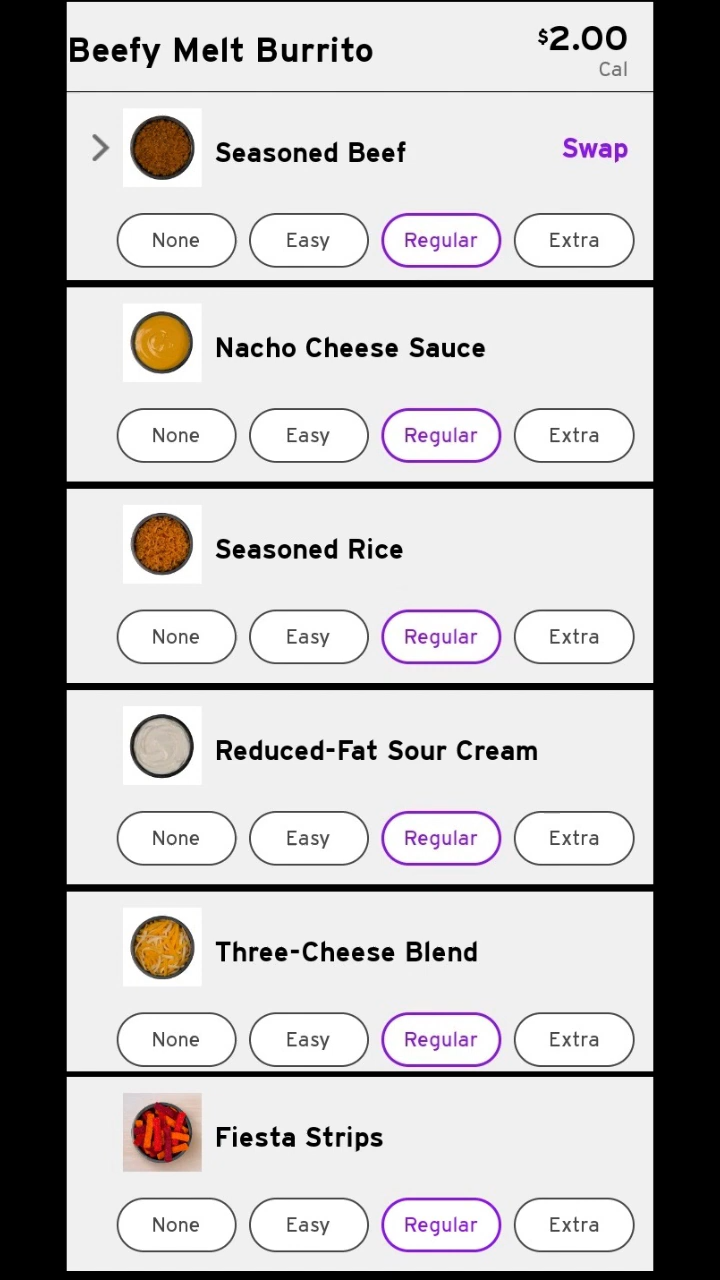 Beefy Melt Burrito
$2.00
Cal
Seasoned Beef
Swap
None Easy Regular Extra
Nacho Cheese Sauce
None Easy Regular Extra
Seasoned Rice
None Easy Regular Extra
Reduced-Fat Sour Cream
None Easy Regular Extra
Three-Cheese Blend
None Easy Regular Extra
Fiesta Strips
None Easy Regular Extra